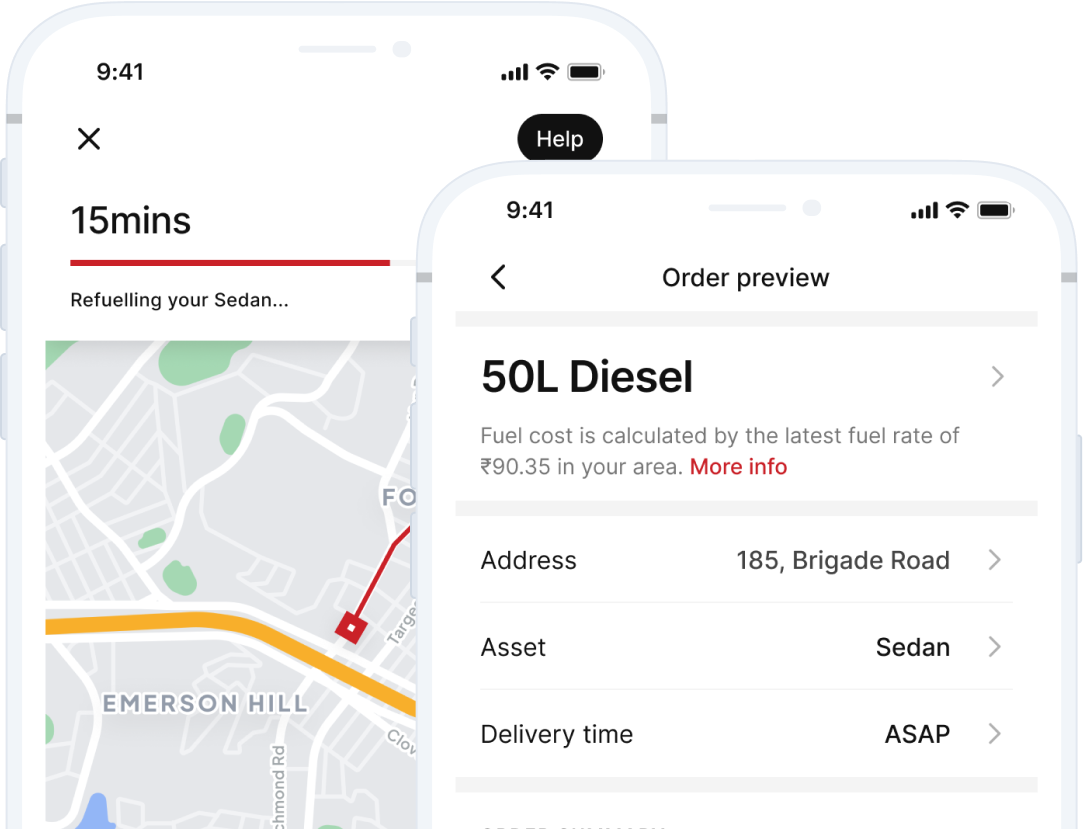 9:41
Help
15mins
Refuelling your Sedan...
FO
Targe
EMERSON HILL
Clov
hmond Rd
9:41
Order preview
50L Diesel
Fuel cost is calculated by the latest fuel rate of
₹90.35 in your area. More info
Address 185, Brigade Road
Asset Sedan
Delivery time ASAP